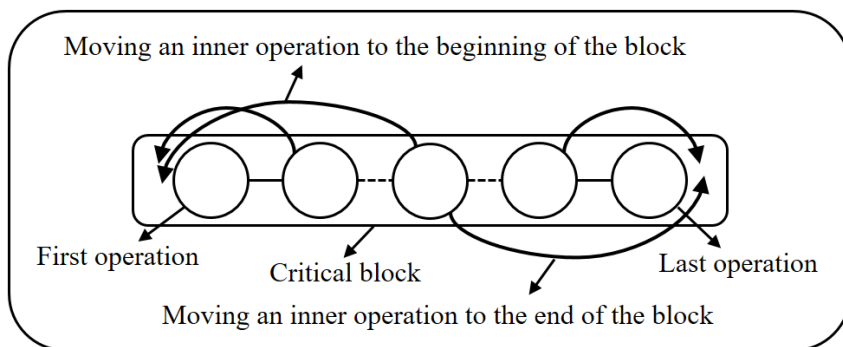 Moving an inner operation to the beginning of the block
First operation
Critical block
Last operation
Moving an inner operation to the end of the block